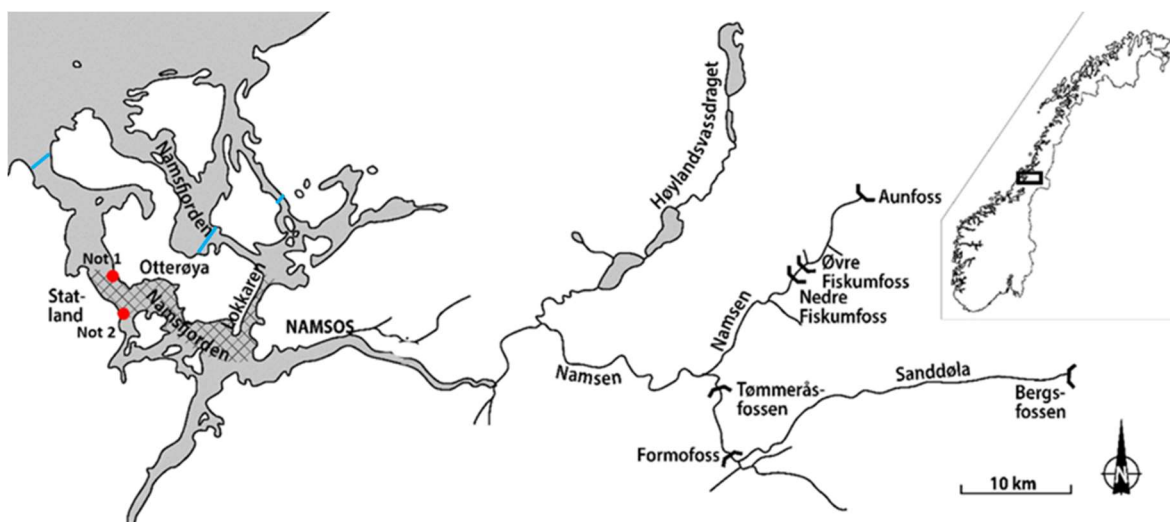 Namsfjorden
Høylandsvassdraget
Aunfoss
Not 1
Otterøya
Øvre
Fiskumfoss
Stat-
land
Lokkaren
Nedre
Fiskumfoss
Namsfjorden
NAMSOS
Not 2
Namsen
Namsen
Sanddøla
Tømmerås-
fossen
Bergs-
fossen
Formofoss
10 km
N